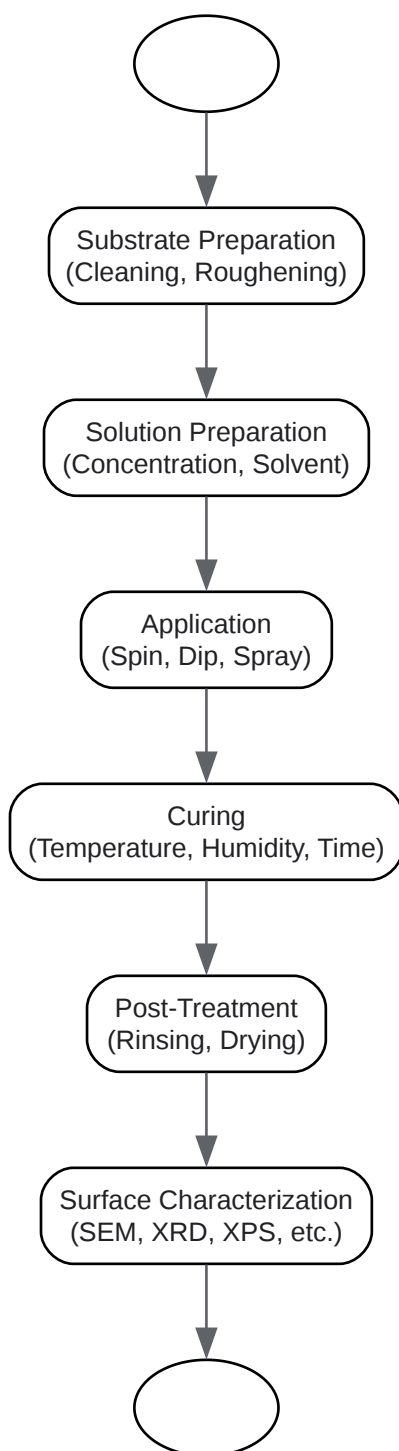 Substrate Preparation
(Cleaning, Roughening)
Solution Preparation
(Concentration, Solvent)
Application
(Spin, Dip, Spray)
Curing
(Temperature, Humidity, Time)
Post-Treatment
(Rinsing, Drying)
Surface Characterization
(SEM, XRD, XPS, etc.)